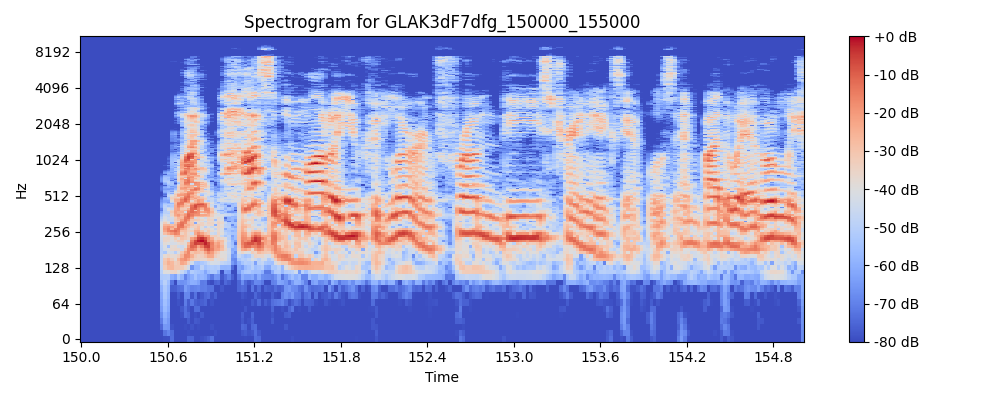 Spectrogram for GLAK3dF7dfg_150000_155000
8192
4096
2048
1024
512
256
128
64
0
Hz
150.0 150.6 151.2 151.8 152.4 153.0 153.6 154.2 154.8
Time
+0 dB
-10 dB
-20 dB
-30 dB
-40 dB
-50 dB
-60 dB
-70 dB
-80 dB